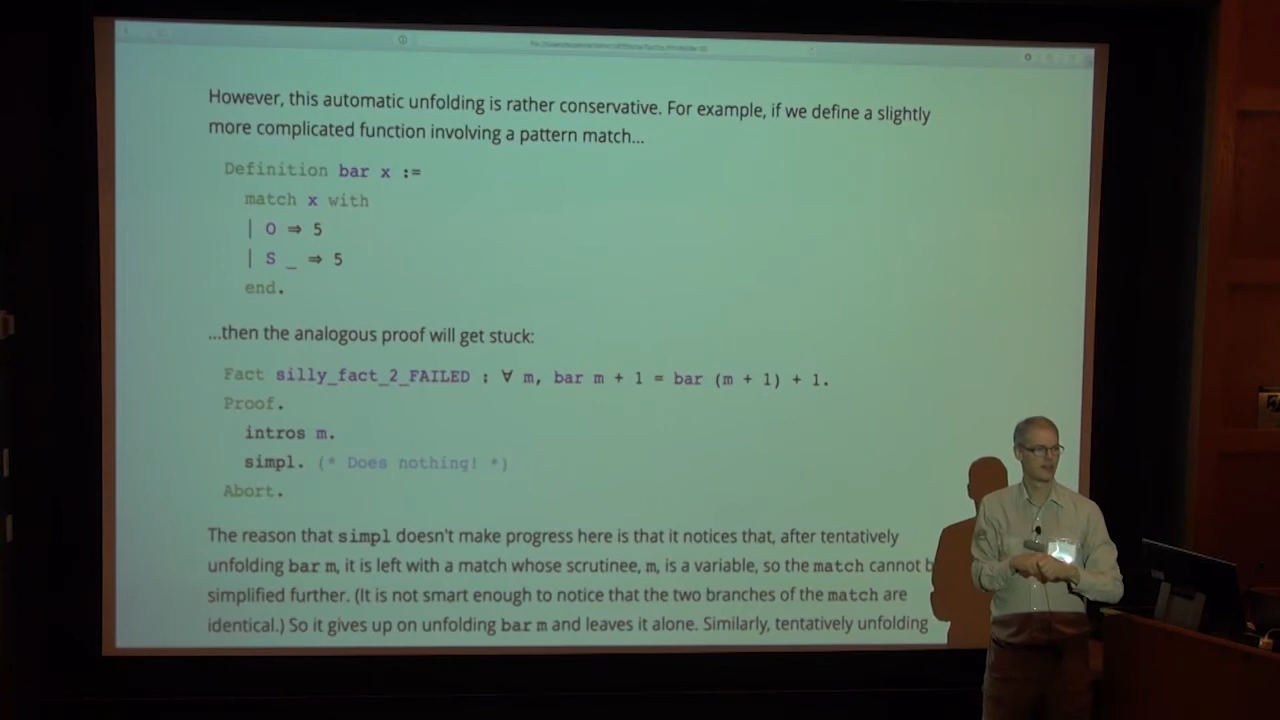 However, this automatic unfolding is rather conservative. For example, if we define a slightly
more complicated function involving a pattern match...
Definition bar x :=
match x with
| O ⇒ 5
| S _ ⇒ 5
end.
...then the analogous proof will get stuck:
Fact silly_fact_2_FAILED : ∀ m, bar m + 1 = bar (m + 1) + 1.
Proof.
intros m.
simpl. (* Does nothing! *)
Abort.
The reason that simpl doesn't make progress here is that it notices that, after tentatively
unfolding bar m, it is left with a match whose scrutinee, m, is a variable, so the match cannot b
simplified further. (It is not smart enough to notice that the two branches of the match are
identical.) So it gives up on unfolding bar m and leaves it alone. Similarly, tentatively unfolding